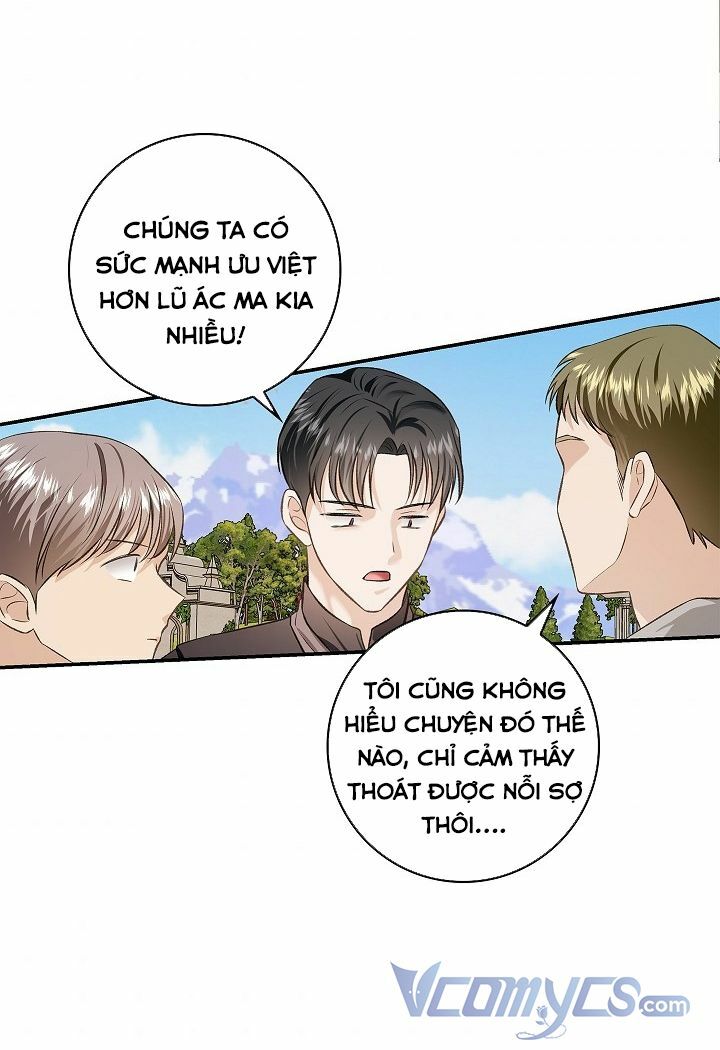 CHÚNG TA CÓ
SỨC MẠNH ƯU VIỆT
HƠN LŨ ÁC MA KIA
NHIỀU!
TÔI CŨNG KHÔNG
HIỂU CHUYỆN ĐÓ THẾ
NÀO, CHỈ CẢM THẤY
THOÁT ĐƯỢC NỖI SỢ
THÔI....
VCOMYCS.com